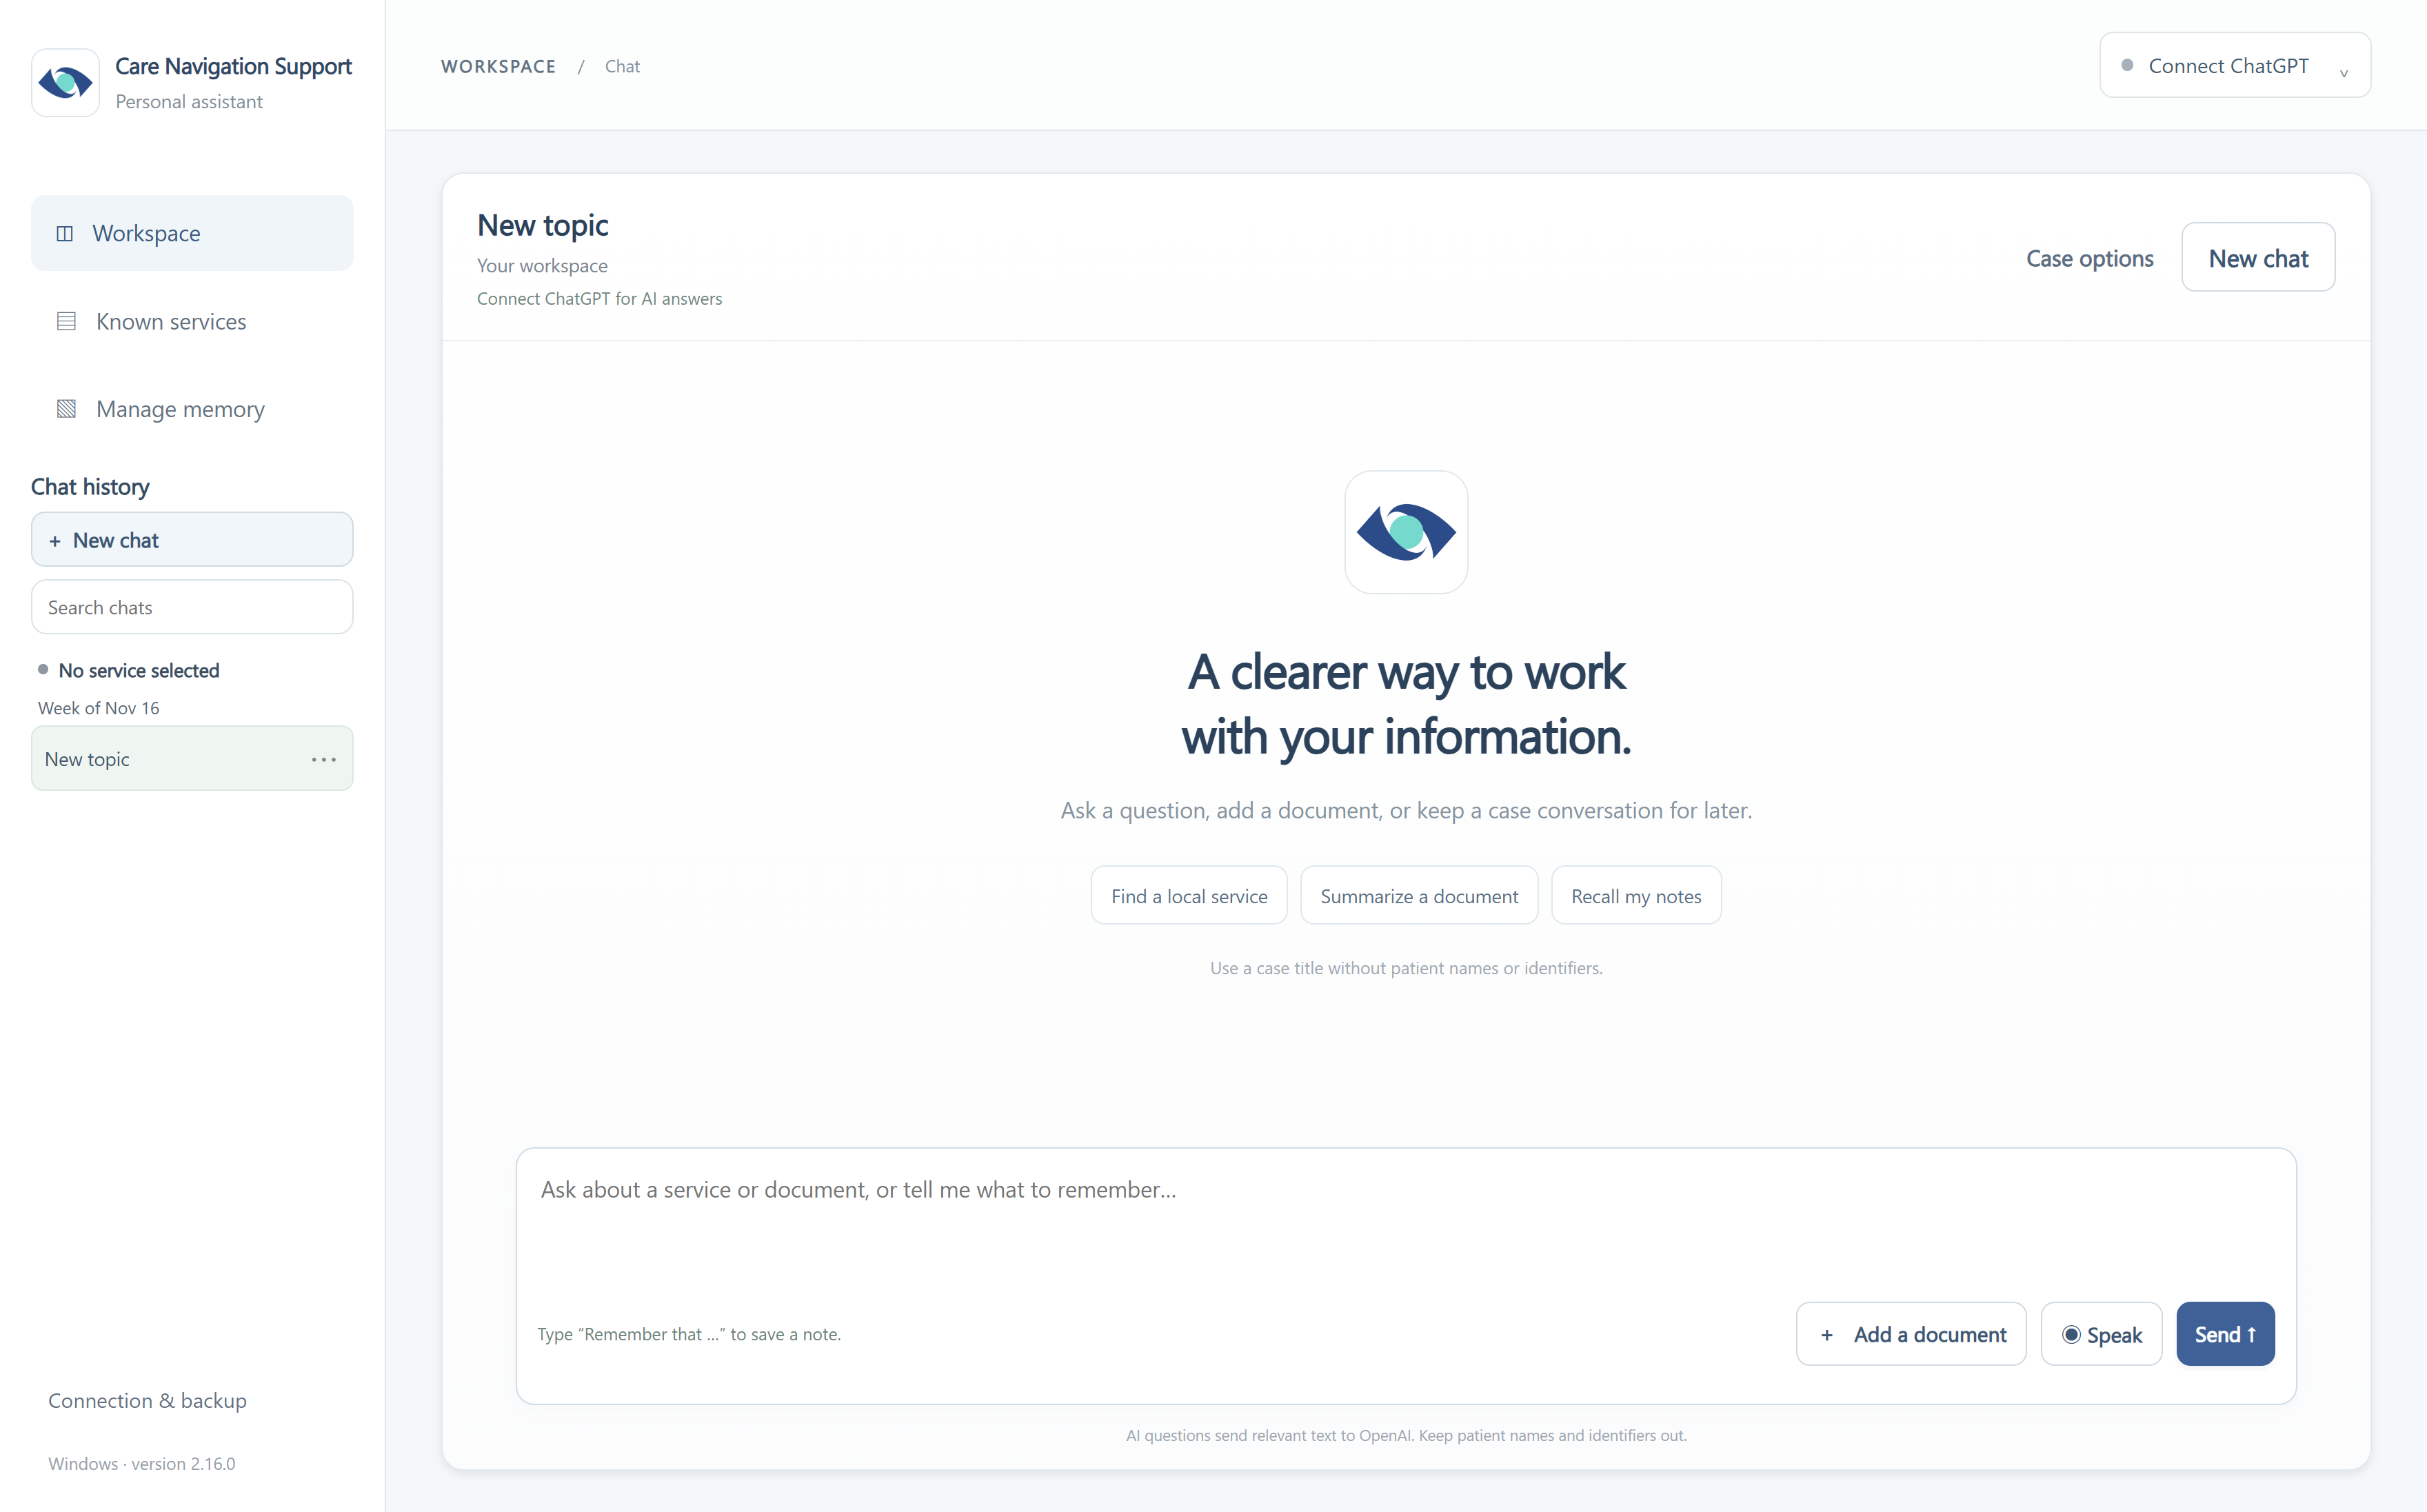 Care Navigation Support
Personal assistant
Workspace
Known services
Manage memory
Chat history
+ New chat
Search chats
No service selected
Week of Nov 16
New topic ...
Connection & backup
Windows · version 2.16.0
WORKSPACE / Chat
Connect ChatGPT v
New topic
Your workspace
Connect ChatGPT for AI answers
Case options
New chat
A clearer way to work
with your information.
Ask a question, add a document, or keep a case conversation for later.
Find a local service
Summarize a document
Recall my notes
Use a case title without patient names or identifiers.
Ask about a service or document, or tell me what to remember...
Type “Remember that ...” to save a note.
+ Add a document
Speak
Send ↑
AI questions send relevant text to OpenAI. Keep patient names and identifiers out.